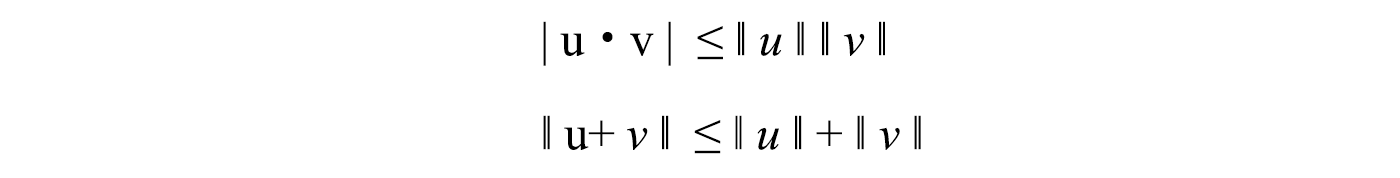 | u • v | ≤ ‖ u ‖ ‖ v ‖
‖ u+ v ‖ ≤ ‖ u ‖ + ‖ v ‖